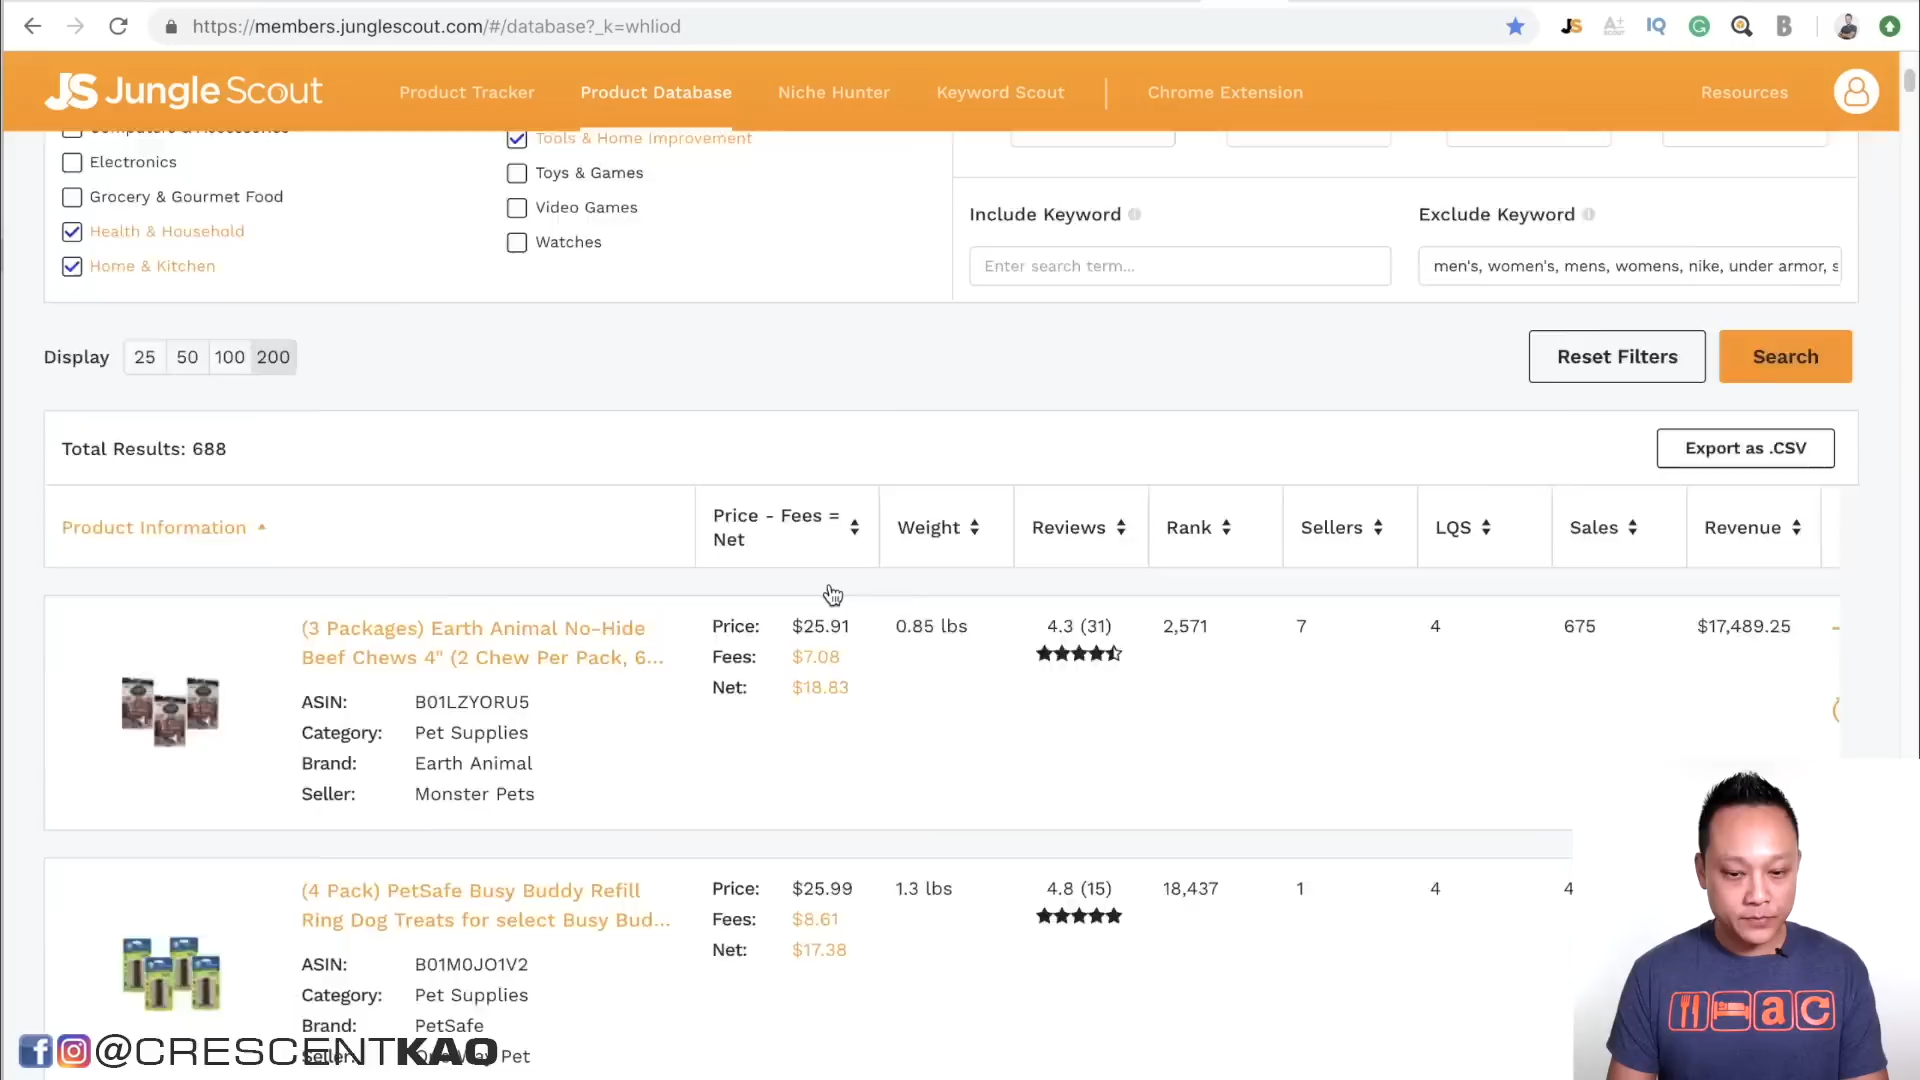 https://members.junglescout.com/#/database?_k=whliod
JS
A+
SCOUT
IQ
G
B
JS Jungle Scout
Product Tracker
Product Database
Niche Hunter
Keyword Scout
Chrome Extension
Resources
Computers & Accessories
Electronics
Grocery & Gourmet Food
Health & Household
Home & Kitchen
Tools & Home Improvement
Toys & Games
Video Games
Watches
Include Keyword
Enter search term...
Exclude Keyword
men's, women's, mens, womens, nike, under armor, s
Display 25 50 100 200
Reset Filters
Search
Total Results: 688
Export as .CSV
Product Information
Price - Fees =
Net
Weight
Reviews
Rank
Sellers
LQS
Sales
Revenue
(3 Packages) Earth Animal No-Hide
Beef Chews 4" (2 Chew Per Pack, 6...
ASIN: B01LZYORU5
Category: Pet Supplies
Brand: Earth Animal
Seller: Monster Pets
Price: $25.91
Fees: $7.08
Net: $18.83
0.85 lbs
4.3 (31)
2,571
7
4
675
$17,489.25
(4 Pack) PetSafe Busy Buddy Refill
Ring Dog Treats for select Busy Bud...
ASIN: B01M0JO1V2
Category: Pet Supplies
Brand: PetSafe
Seller: Pet
Price: $25.99
Fees: $8.61
Net: $17.38
1.3 lbs
4.8 (15)
18,437
1
4
4
@CRESCENTKAO
a c